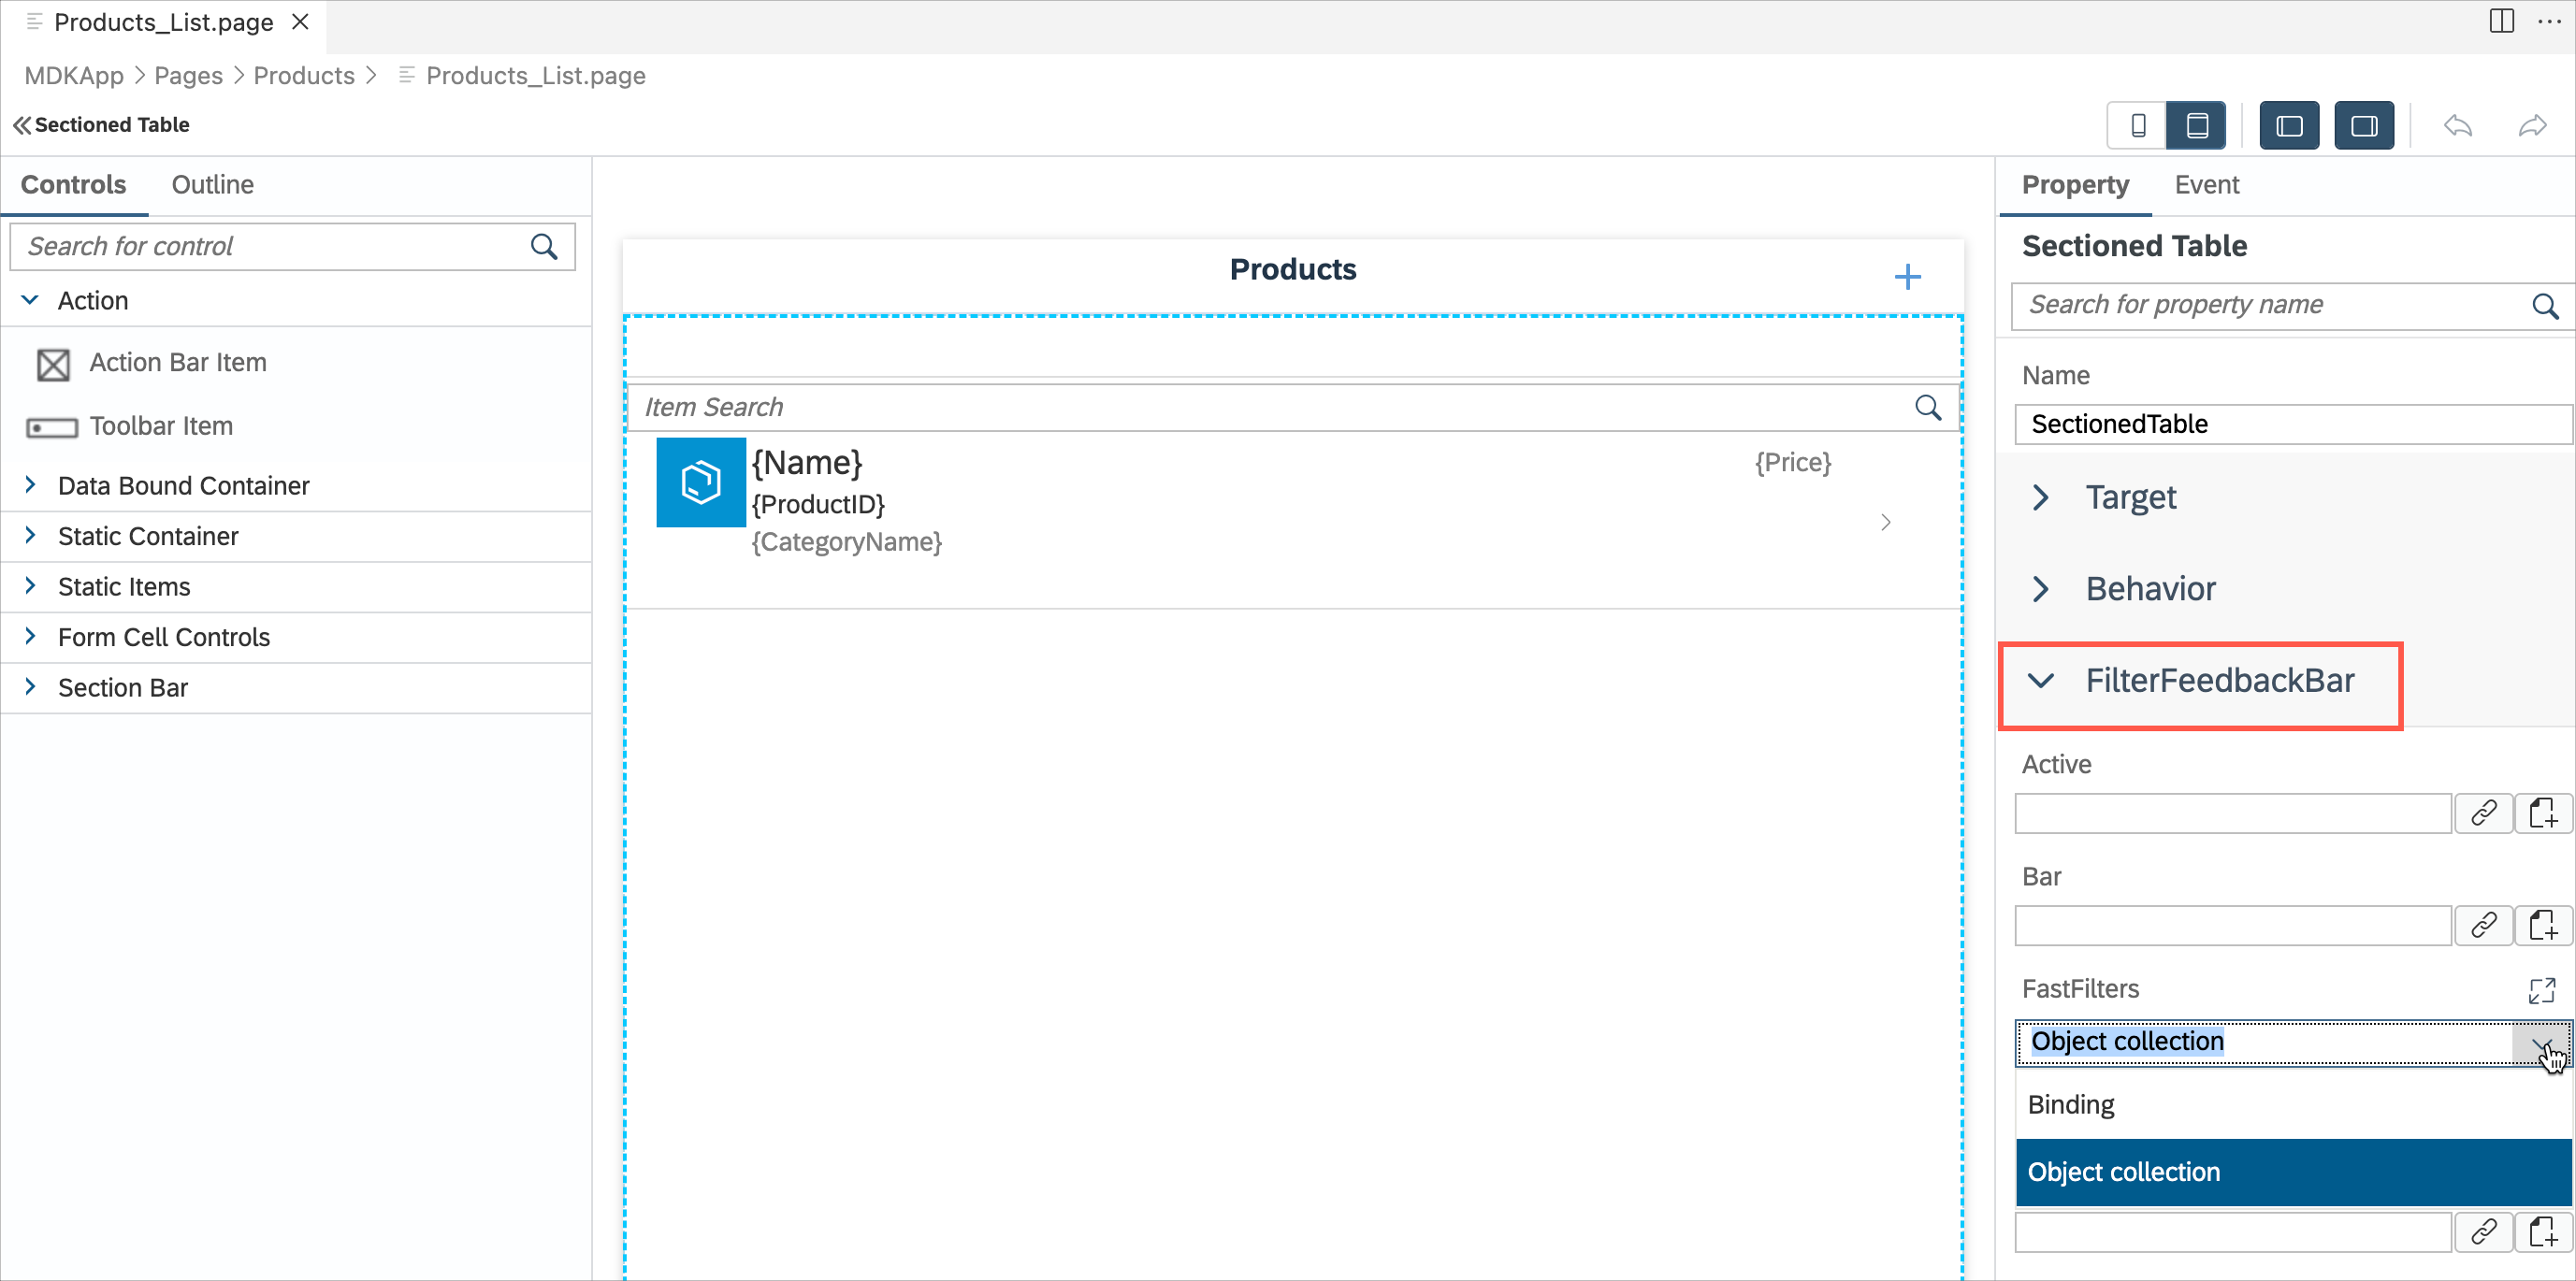 Products_List.page
MDKApp > Pages > Products > Products_List.page
Sectioned Table
Controls Outline
Search for control
Action
Action Bar Item
Toolbar Item
Data Bound Container
Static Container
Static Items
Form Cell Controls
Section Bar
Products
Item Search
{Name}
{Price}
{ProductID}
{CategoryName}
Property Event
Sectioned Table
Search for property name
Name
SectionedTable
Target
Behavior
FilterFeedbackBar
Active
Bar
FastFilters
Object collection
Binding
Object collection